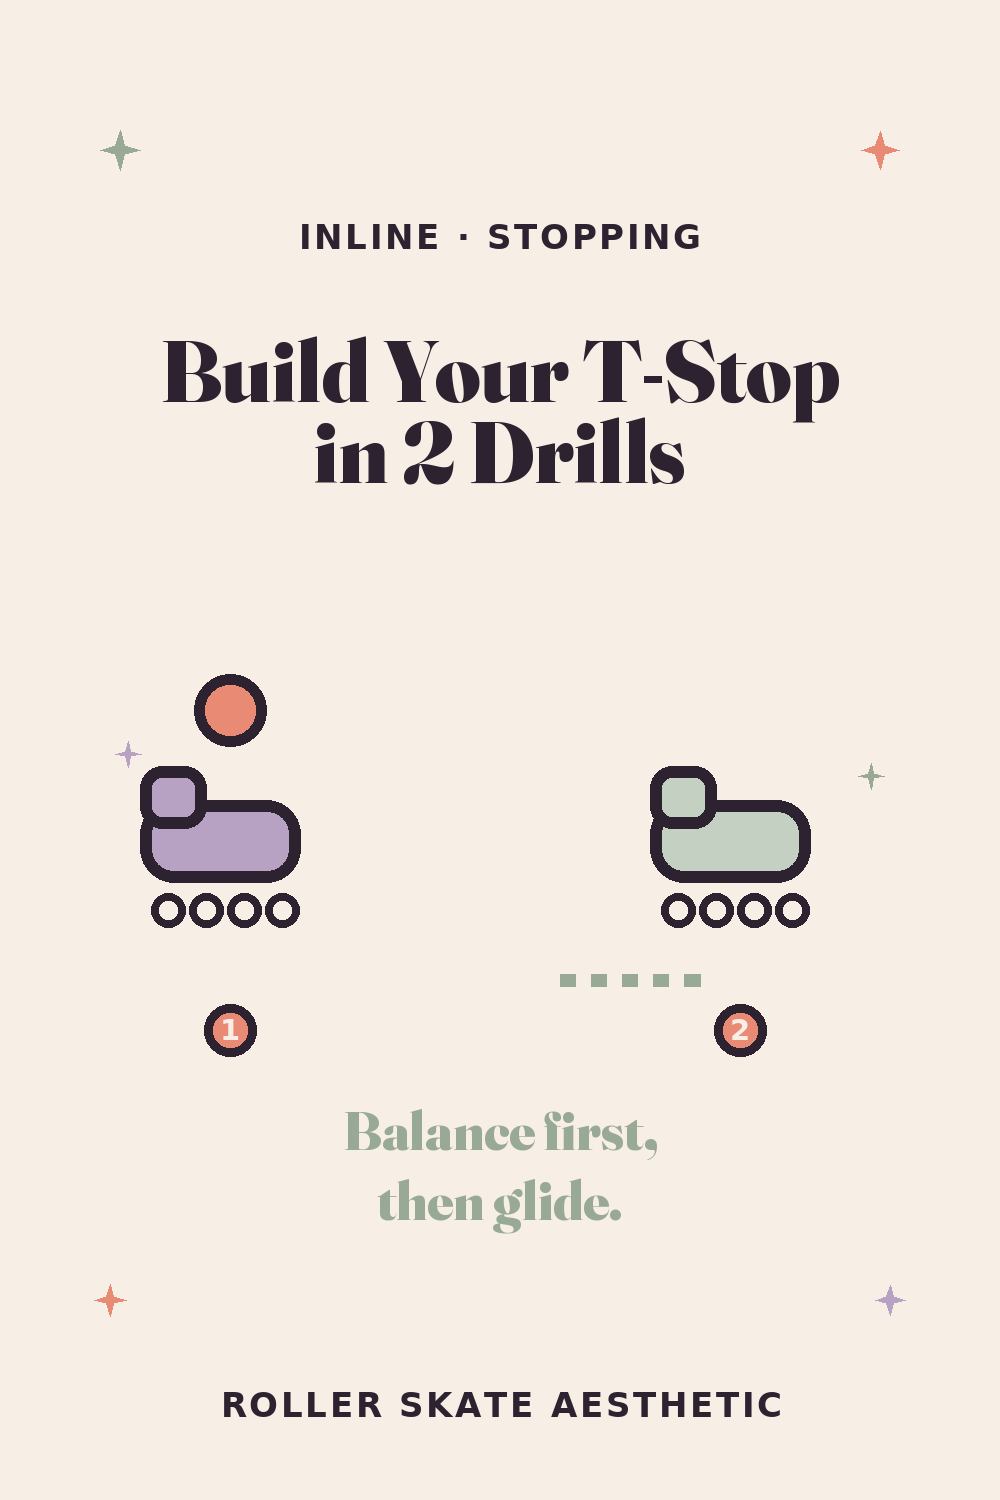 INLINE · STOPPING
Build Your T-Stop
in 2 Drills
1
2
Balance first,
then glide.
ROLLER SKATE AESTHETIC